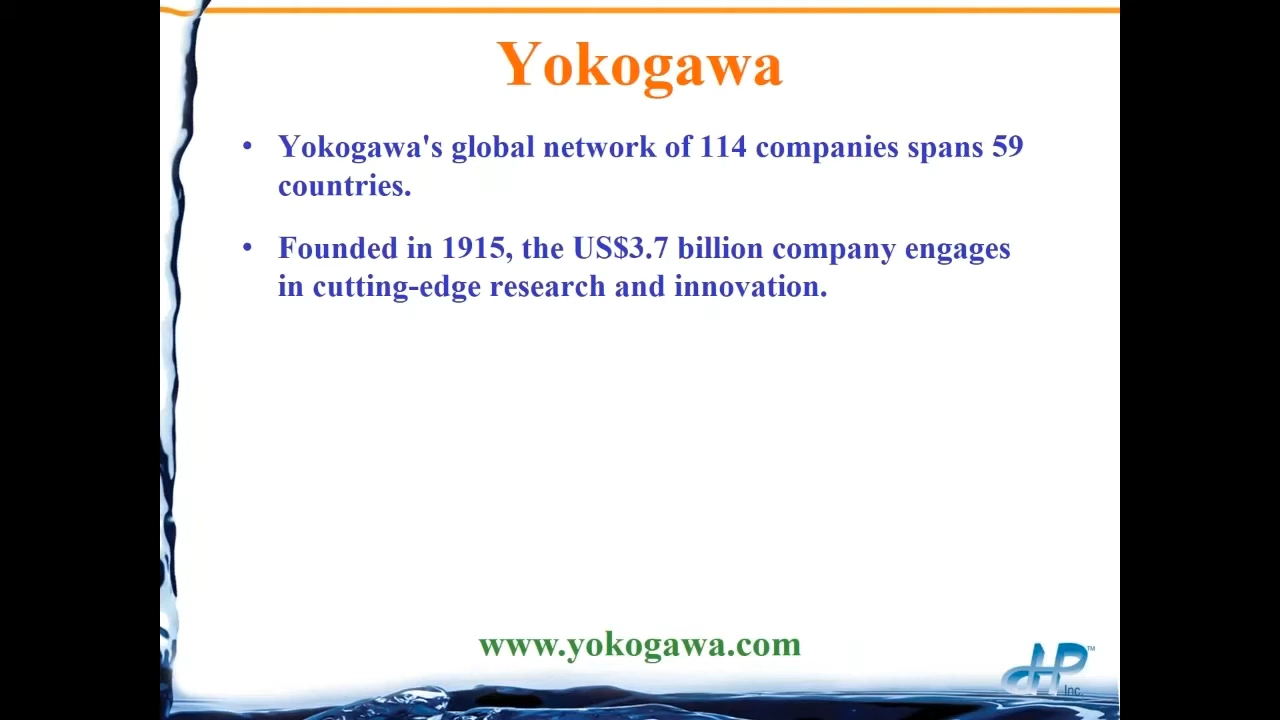 Yokogawa
• Yokogawa's global network of 114 companies spans 59
countries.
• Founded in 1915, the US$3.7 billion company engages
in cutting-edge research and innovation.
www.yokogawa.com
HP™
Inc.